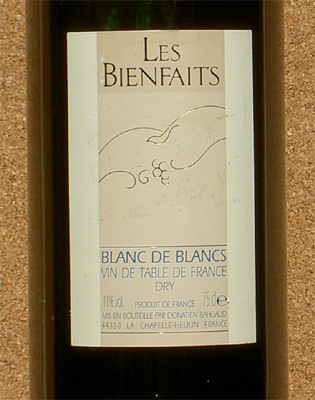 LES
BIENFAITS
BLANC DE BLANCS
VIN DE TABLE DE FRANCE
DRY
11% vol PRODUIT DE FRANCE 75 cl e
MIS EN BOUTEILLE PAR DONATIEN BAHUAUD
44330 LA CHAPELLE-HEULIN FRANCE